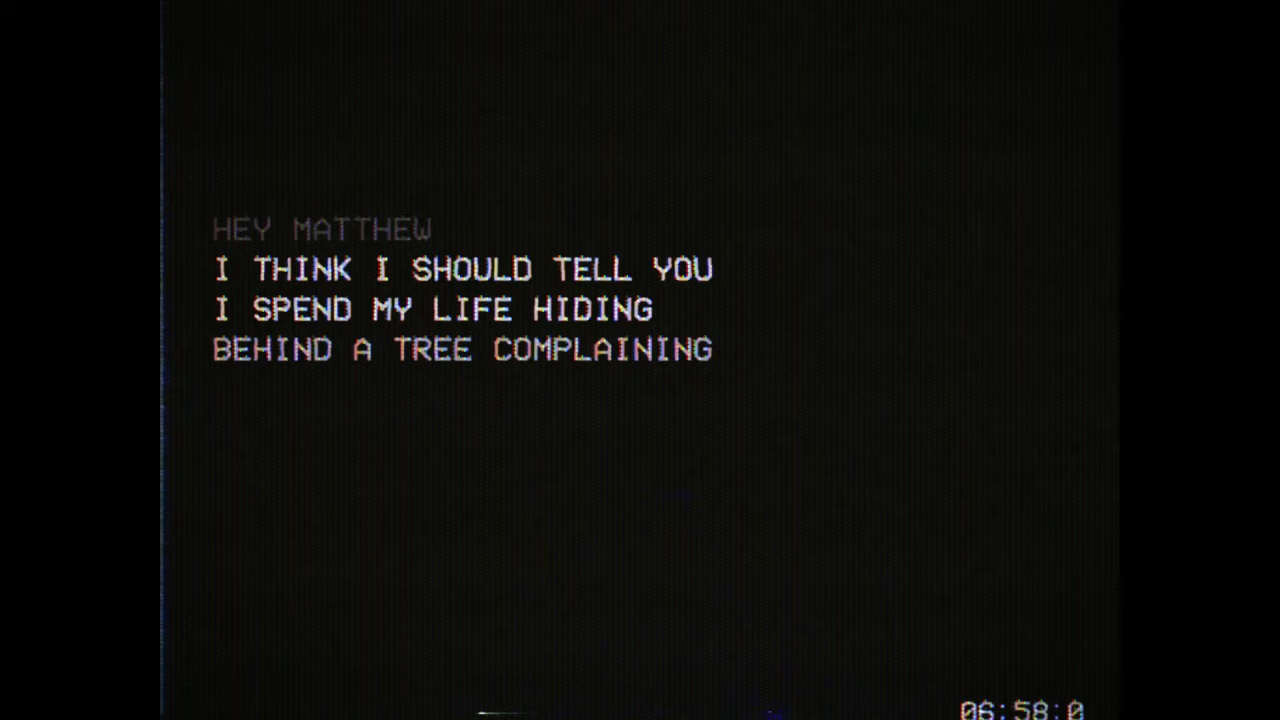 HEY MATTHEW
I THINK I SHOULD TELL YOU
I SPEND MY LIFE HIDING
BEHIND A TREE COMPLAINING
06:58:0